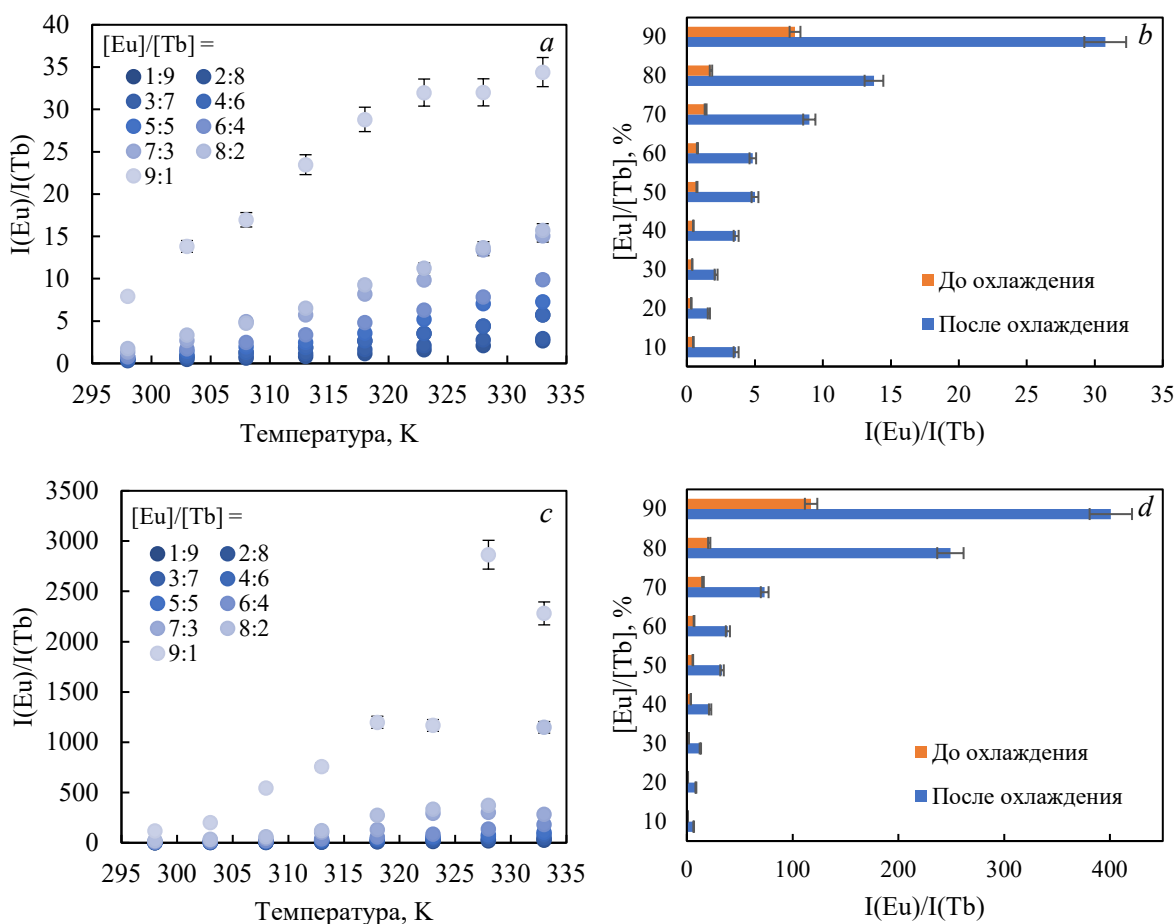 40
35
30
25
20
15
10
5
0
I(Eu)/I(Tb)
[Eu]/[Tb] =
a
1:9 2:8
3:7 4:6
5:5 6:4
7:3 8:2
9:1
295 300 305 310 315 320 325 330 335
Температура, K
b
90
80
70
60
50
40
30
20
10
[Eu]/[Tb], %
До охлаждения
После охлаждения
0 5 10 15 20 25 30 35
I(Eu)/I(Tb)
3500
3000
2500
2000
1500
1000
500
0
I(Eu)/I(Tb)
[Eu]/[Tb] =
c
1:9 2:8
3:7 4:6
5:5 6:4
7:3 8:2
9:1
295 300 305 310 315 320 325 330 335
Температура, K
d
90
80
70
60
50
40
30
20
10
[Eu]/[Tb], %
До охлаждения
После охлаждения
0 100 200 300 400
I(Eu)/I(Tb)